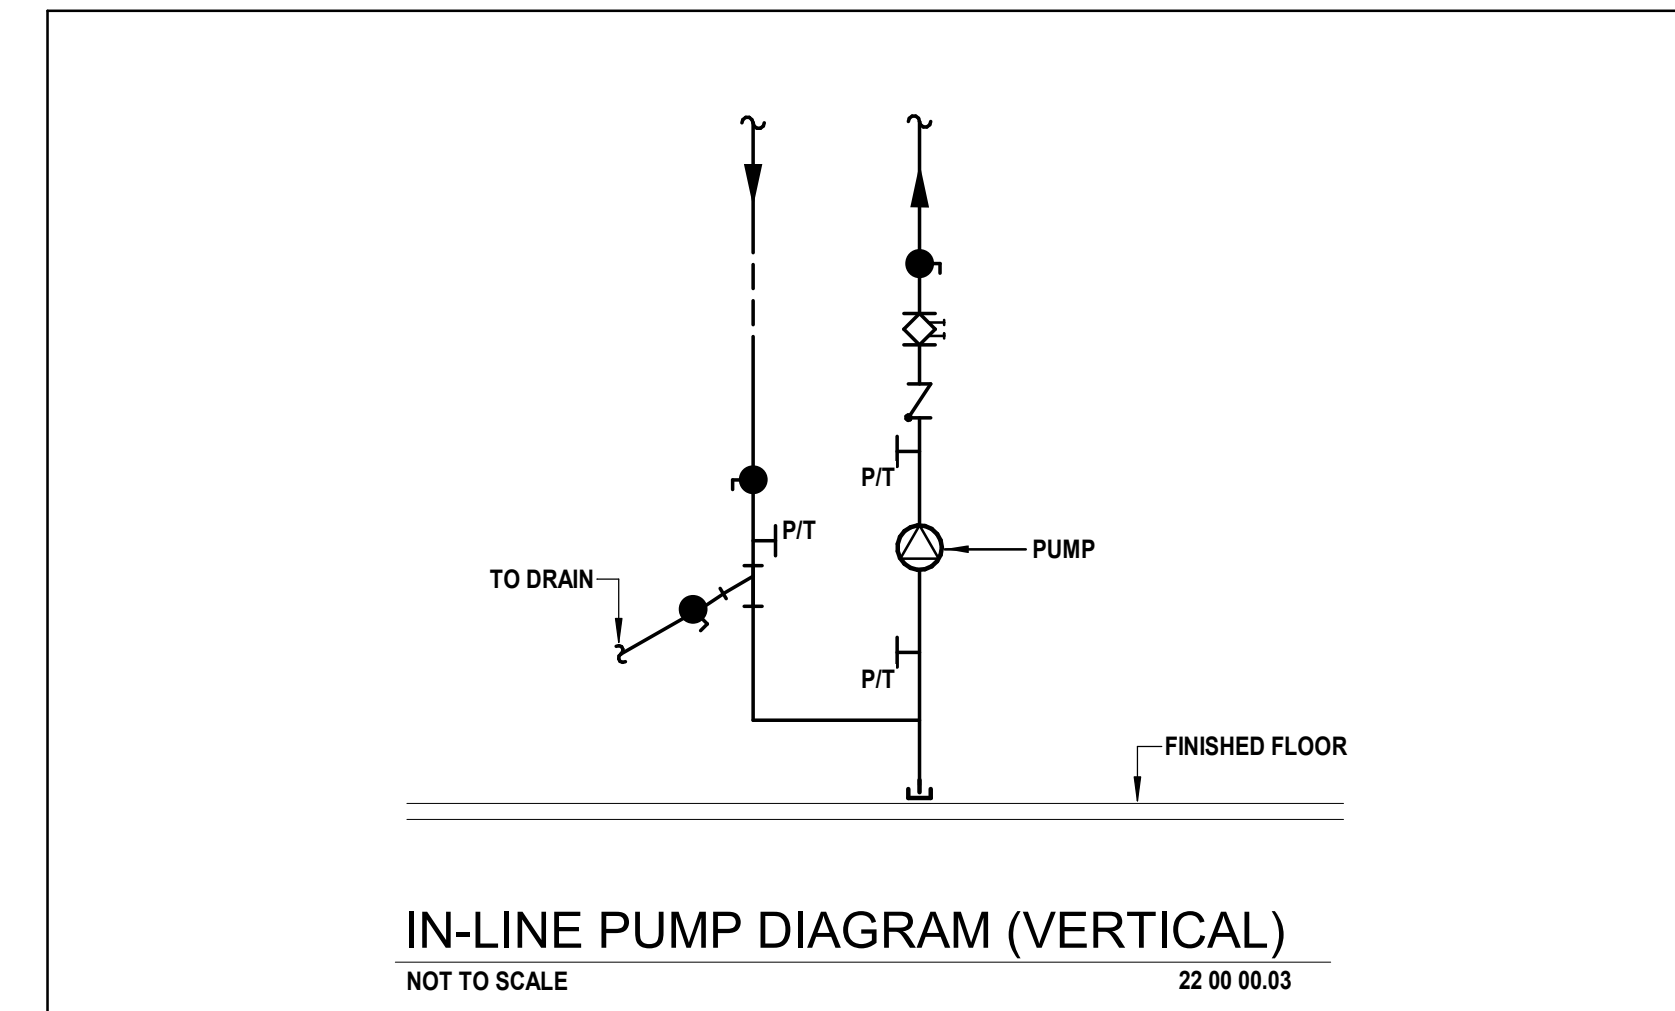 P/T
P/T
PUMP
TO DRAIN
P/T
FINISHED FLOOR
IN-LINE PUMP DIAGRAM (VERTICAL)
NOT TO SCALE
22 00 00.03